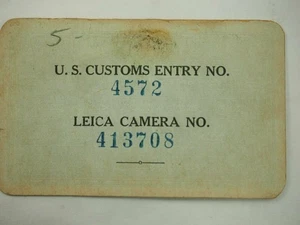 5-
U. S. CUSTOMS ENTRY NO.
4572
LEICA CAMERA NO.
413708